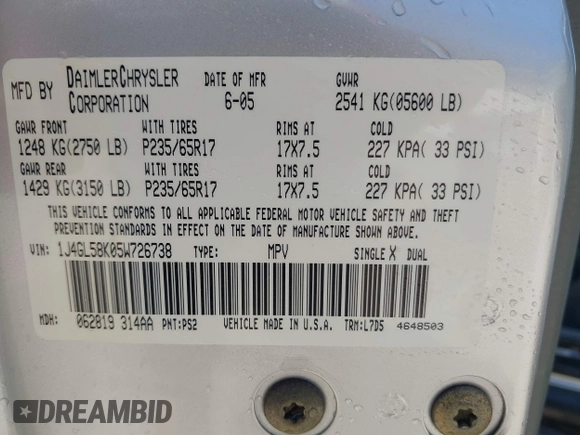 MFD BY DAIMLERCHRYSLER CORPORATION DATE OF MFR 6-05 GVWR 2541 KG(05600 LB)
GAWR FRONT WITH TIRES RIMS AT COLD
1248 KG(2750 LB) P235/65R17 17X7.5 227 KPA( 33 PSI)
GAWR REAR WITH TIRES RIMS AT COLD
1429 KG(3150 LB) P235/65R17 17X7.5 227 KPA( 33 PSI)
THIS VEHICLE CONFORMS TO ALL APPLICABLE FEDERAL MOTOR VEHICLE SAFETY AND THEFT
PREVENTION STANDARDS IN EFFECT ON THE DATE OF MANUFACTURE SHOWN ABOVE.
VIN: 1J4GL58K05W726738 TYPE: MPV SINGLE X DUAL
MDH: 062819 314AA PNT:PS2 VEHICLE MADE IN U.S.A. TRM:L7D5 4648503
DREAMBID